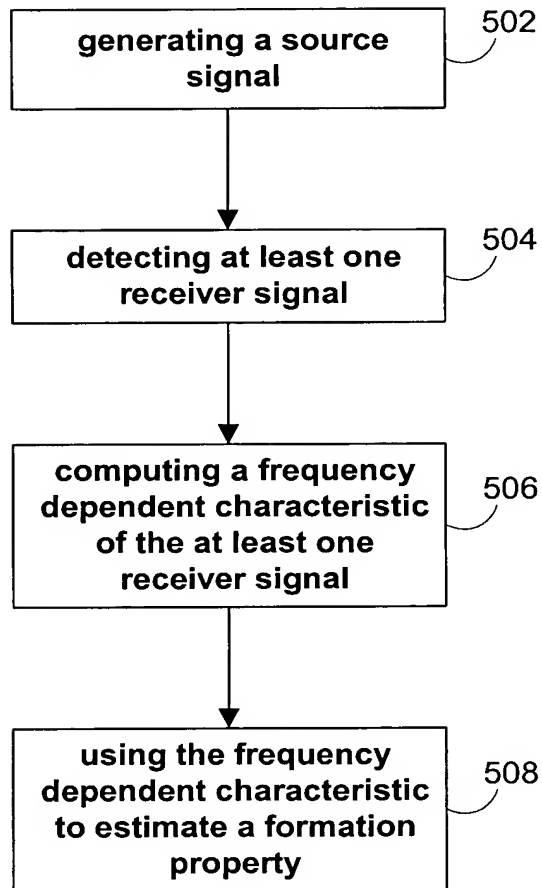 generating a source
signal
502
detecting at least one
receiver signal
504
computing a frequency
dependent characteristic
of the at least one
receiver signal
506
using the frequency
dependent characteristic
to estimate a formation
property
508